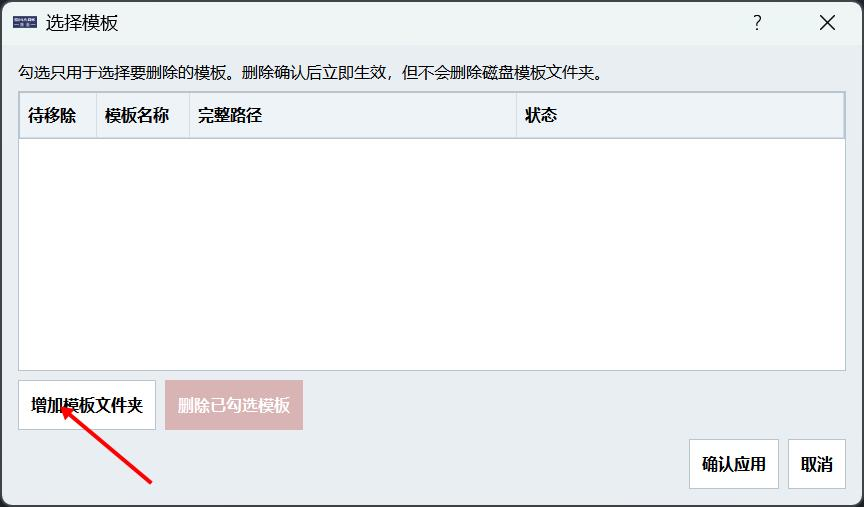 选择模板
?
勾选只用于选择要删除的模板。删除确认后立即生效，但不会删除磁盘模板文件夹。
待移除 模板名称 完整路径 状态
增加模板文件夹 删除已勾选模板
确认应用 取消